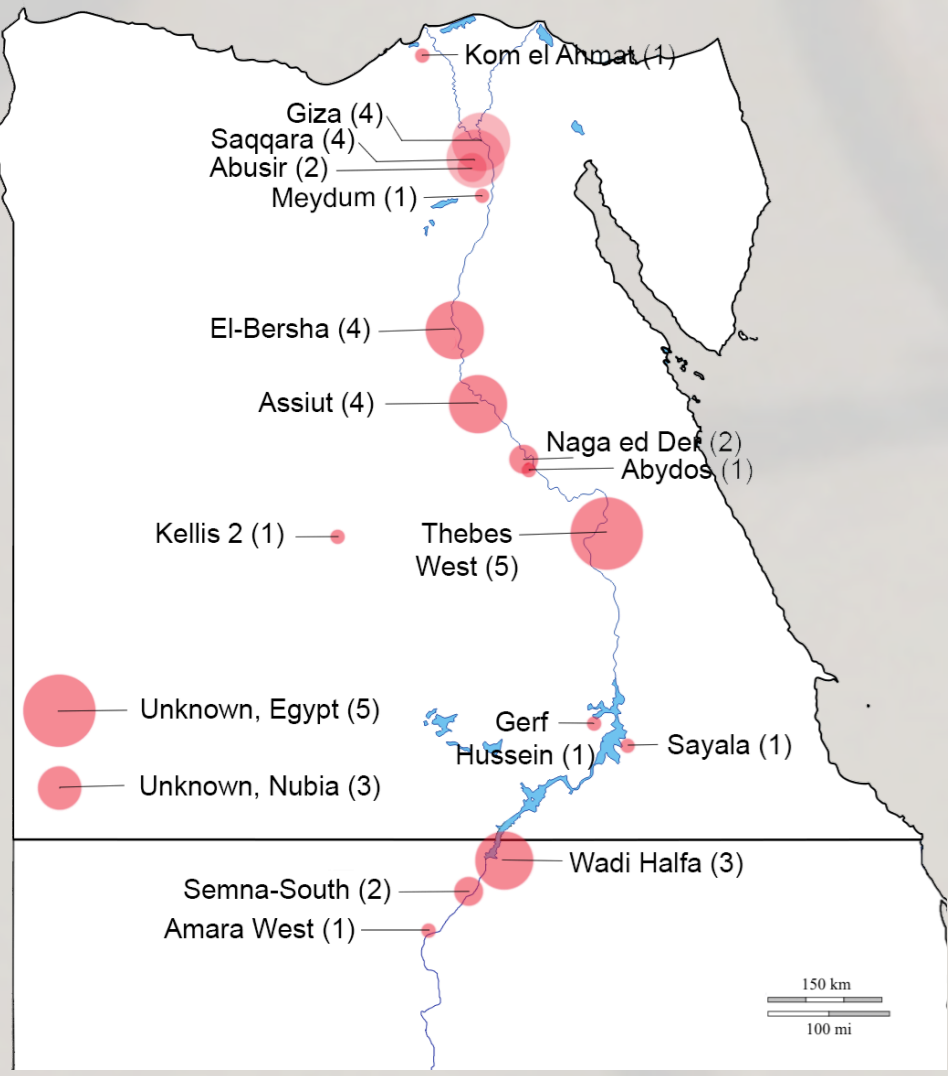 Kom el Ahmat (1)
Giza (4)
Saqqara (4)
Abusir (2)
Meydum (1)
El-Bersha (4)
Assiut (4)
Naga ed Der (2)
Abydos (1)
Kellis 2 (1)
Thebes
West (5)
Unknown, Egypt (5)
Gerf
Hussein (1)
Sayala (1)
Unknown, Nubia (3)
Wadi Halfa (3)
Semna-South (2)
Amara West (1)
150 km
100 mi